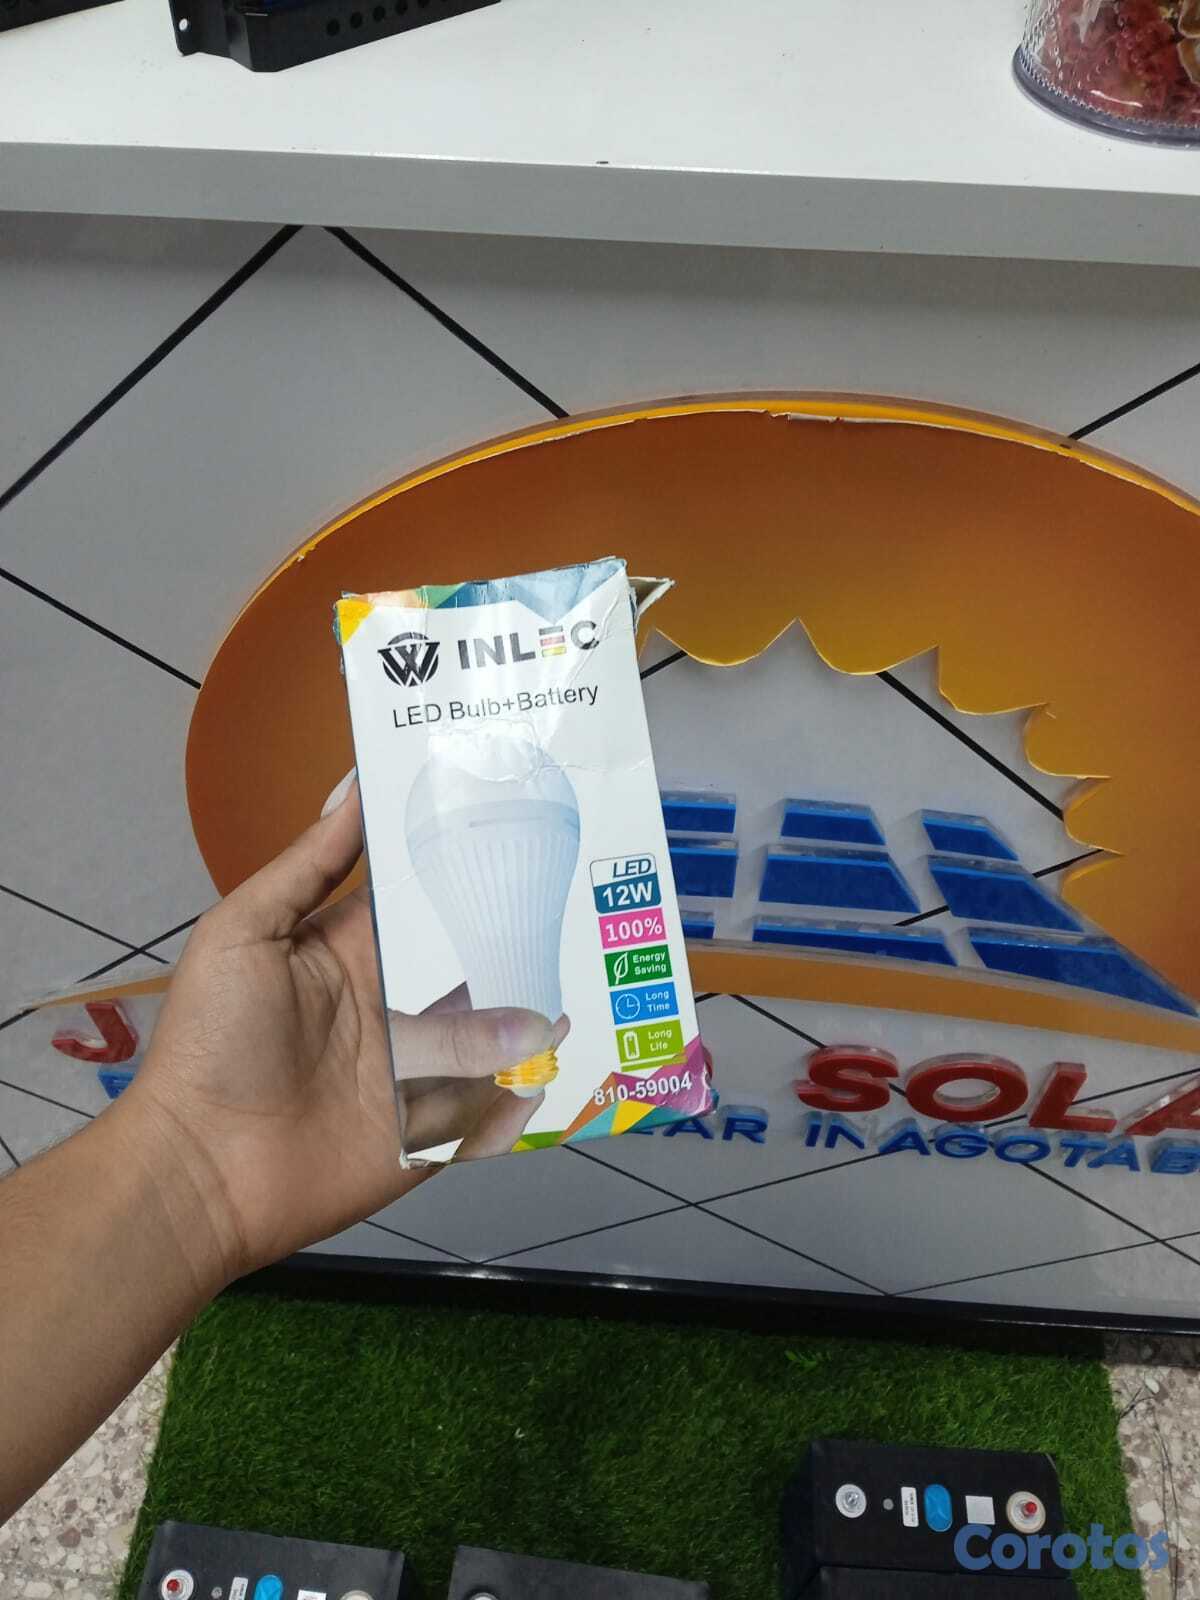 INLEC
LED Bulb+Battery
LED
12W
100%
Energy
Saving
Long
Time
Long
Life
810-59004
J
SOLA
AR INAGOTAB
Corotos